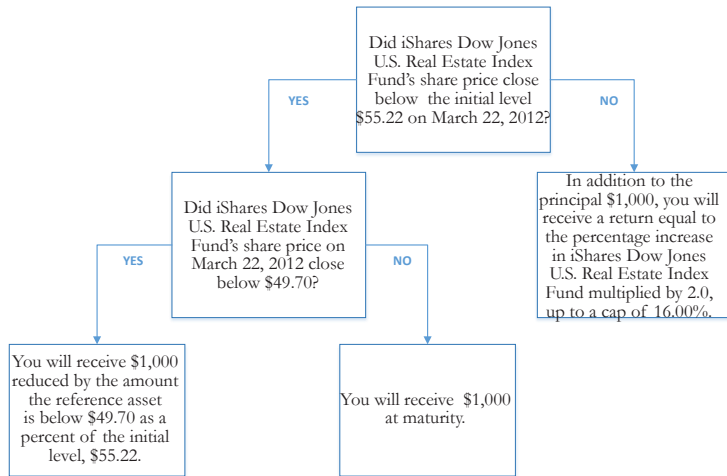 Did iShares Dow Jones
U.S. Real Estate Index
Fund's share price close
below the initial level
$55.22 on March 22, 2012?
YES
NO
Did iShares Dow Jones
U.S. Real Estate Index
Fund's share price on
March 22, 2012 close
below $49.70?
In addition to the
principal $1,000, you will
receive a return equal to
the percentage increase
in iShares Dow Jones
U.S. Real Estate Index
Fund multiplied by 2.0,
up to a cap of 16.00%.
YES
NO
You will receive $1,000
reduced by the amount
the reference asset
is below $49.70 as a
percent of the initial
level, $55.22.
You will receive $1,000
at maturity.